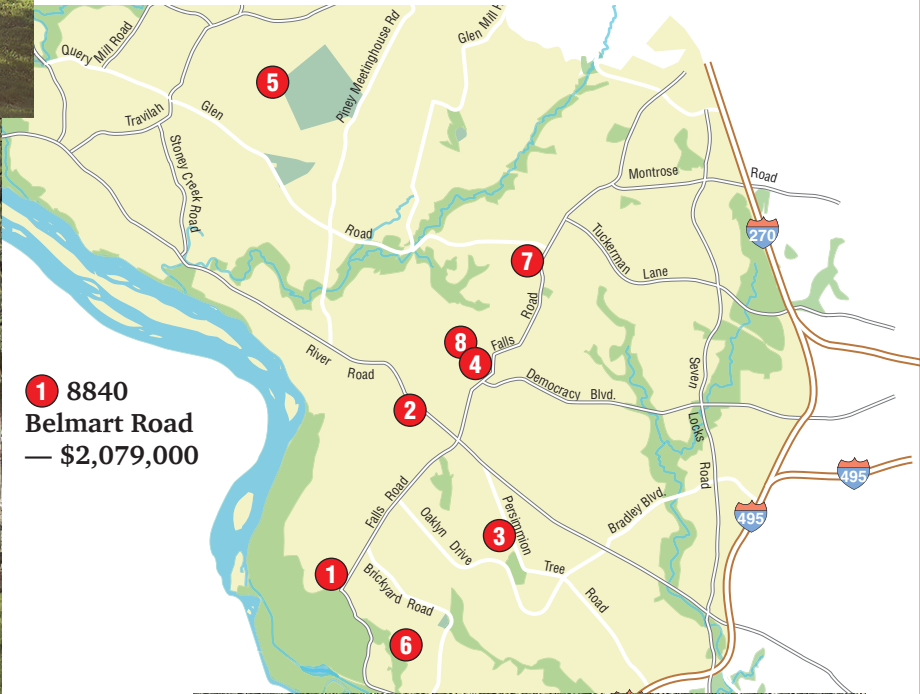 Query Mill Road
Piney Meetinghouse Rd
Glen Mill
5
Travilah
Glen
Stoney Creek Road
Road
Montrose
Road
270
Tuckerman
Lane
7
Road
8
4
Falls
River
Road
Democracy Blvd.
Seven
Locks
Road
2
1 8840
Belmart Road
— $2,079,000
495
495
Falls Road
Oaklyn
Drive
Persimmion
Tree
Road
Bradley Blvd.
3
1
Brickyard Road
6